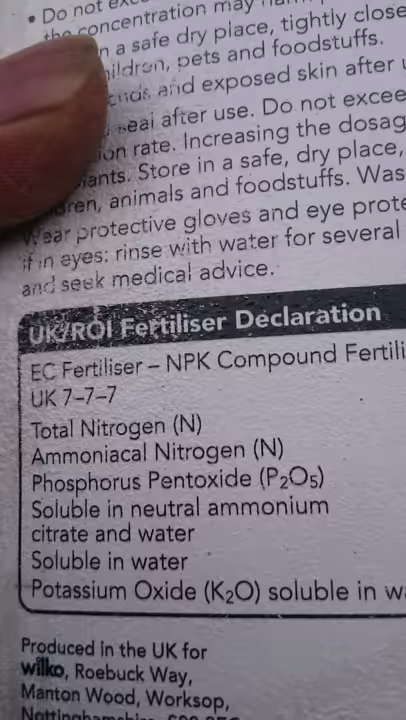 • Do not
the concentration may
in a safe dry place, tightly close
children, pets and foodstuffs.
and exposed skin after
seal after use. Do not excee
ion rate. Increasing the dosag
Store in a safe, dry place,
animals and foodstuffs. Was
Wear protective gloves and eye prote
if in eyes: rinse with water for several
and seek medical advice.
UK/ROI Fertiliser Declaration
EC Fertiliser – NPK Compound Fertili
UK 7–7–7
Total Nitrogen (N)
Ammoniacal Nitrogen (N)
Phosphorus Pentoxide (P₂O₅)
Soluble in neutral ammonium
citrate and water
Soluble in water
Potassium Oxide (K₂O) soluble in w
Produced in the UK for
wilko, Roebuck Way,
Manton Wood, Worksop,